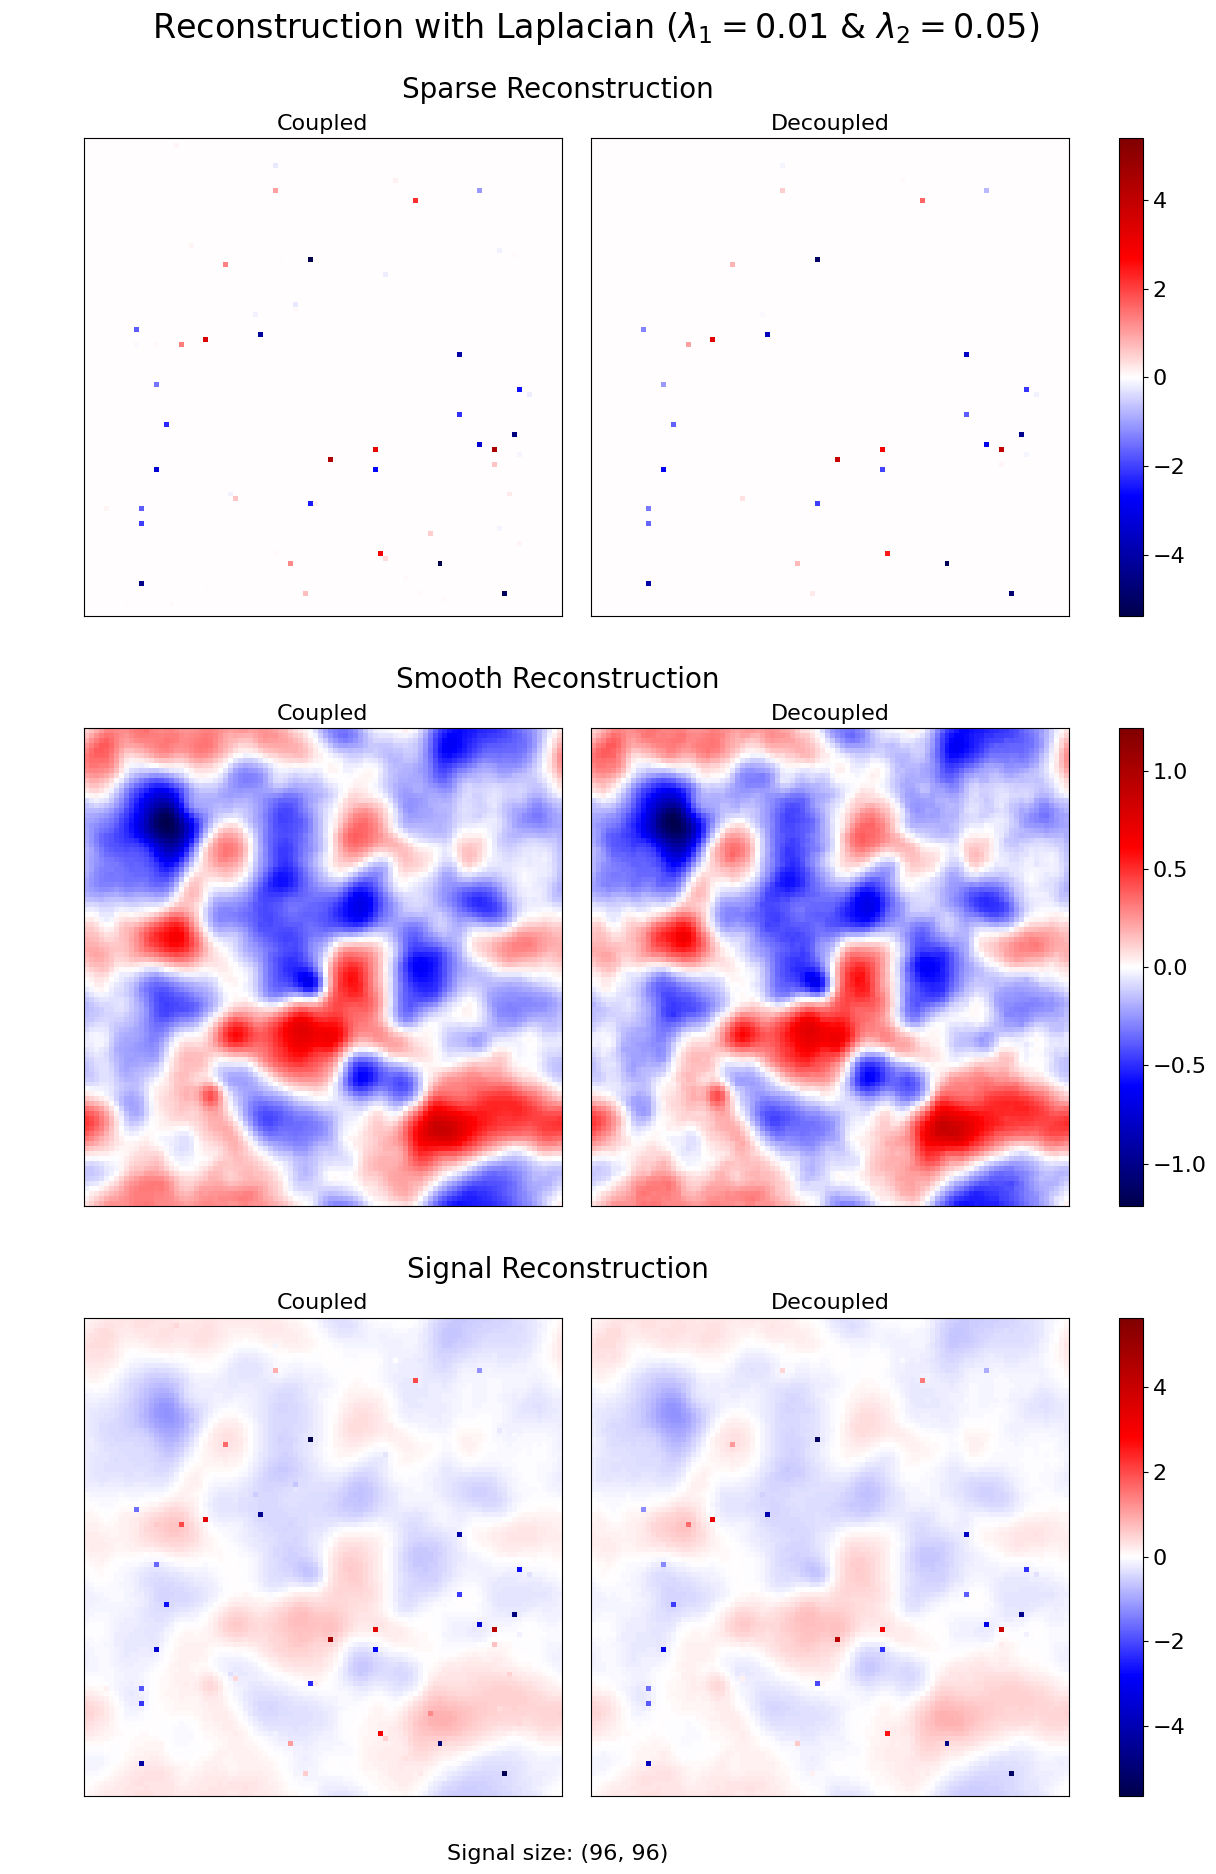 Reconstruction with Laplacian (λ₁ = 0.01 & λ₂ = 0.05)
Sparse Reconstruction
Coupled Decoupled
4
2
0
−2
−4
Smooth Reconstruction
Coupled Decoupled
1.0
0.5
0.0
−0.5
−1.0
Signal Reconstruction
Coupled Decoupled
4
2
0
−2
−4
Signal size: (96, 96)